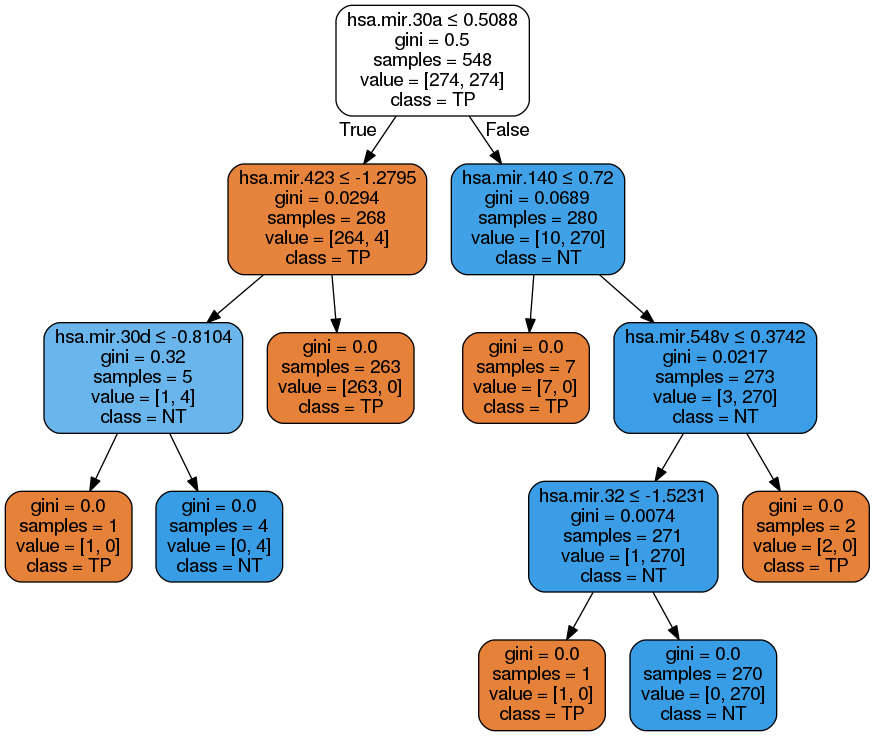 hsa.mir.30a ≤ 0.5088
gini = 0.5
samples = 548
value = [274, 274]
class = TP
True
False
hsa.mir.423 ≤ -1.2795
gini = 0.0294
samples = 268
value = [264, 4]
class = TP
hsa.mir.140 ≤ 0.72
gini = 0.0689
samples = 280
value = [10, 270]
class = NT
hsa.mir.30d ≤ -0.8104
gini = 0.32
samples = 5
value = [1, 4]
class = NT
gini = 0.0
samples = 263
value = [263, 0]
class = TP
gini = 0.0
samples = 7
value = [7, 0]
class = TP
hsa.mir.548v ≤ 0.3742
gini = 0.0217
samples = 273
value = [3, 270]
class = NT
gini = 0.0
samples = 1
value = [1, 0]
class = TP
gini = 0.0
samples = 4
value = [0, 4]
class = NT
hsa.mir.32 ≤ -1.5231
gini = 0.0074
samples = 271
value = [1, 270]
class = NT
gini = 0.0
samples = 2
value = [2, 0]
class = TP
gini = 0.0
samples = 1
value = [1, 0]
class = TP
gini = 0.0
samples = 270
value = [0, 270]
class = NT